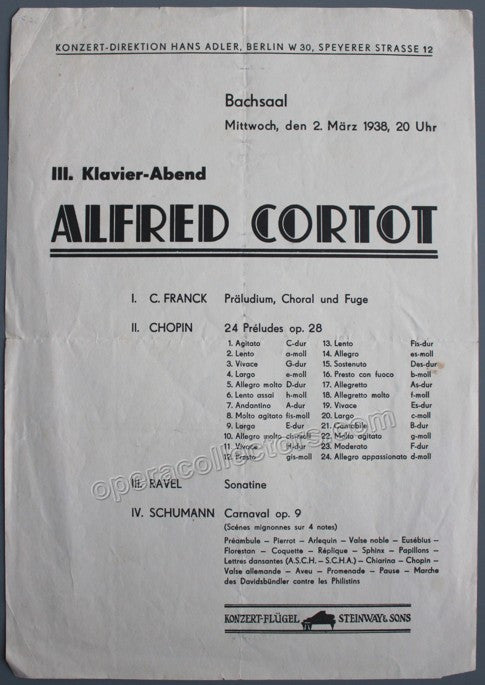 KONZERT-DIREKTION HANS ADLER, BERLIN W 30, SPEYERER STRASSE 12
Bachsaal
Mittwoch, den 2. März 1938, 20 Uhr
III. Klavier-Abend
ALFRED CORTOT
I. C. FRANCK Präludium, Choral und Fuge
II. CHOPIN 24 Préludes op. 28
1. Agitato C-dur 13. Lento Fis-dur
2. Lento a-moll 14. Allegro es-moll
3. Vivace G-dur 15. Sostenuto Des-dur
4. Largo e-moll 16. Presto con fuoco b-moll
5. Allegro molto D-dur 17. Allegretto As-dur
6. Lento assai h-moll 18. Allegretto molto f-moll
7. Andantino A-dur 19. Vivace Es-dur
8. Molto agitato fis-moll 20. Largo c-moll
9. Largo E-dur 21. Cantabile B-dur
10. Allegro molto cis-moll 22. Molto agitato g-moll
11. Vivace H-dur 23. Moderato F-dur
12. Presto gis-moll 24. Allegro appassionato d-moll
III. RAVEL Sonatine
IV. SCHUMANN Carnaval op. 9
(Scènes mignonnes sur 4 notes)
Préambule – Pierrot – Arlequin – Valse noble – Eusébius –
Florestan – Coquette – Réplique – Sphinx – Papillons –
Lettres dansantes (A.S.C.H. – S.C.H.A.) – Chiarina – Chopin –
Valse allemande – Aveu – Promenade – Pause – Marche
des Davidsbündler contre les Philistins
KONZERT-FLÜGEL STEINWAY & SONS
operacollectors.com